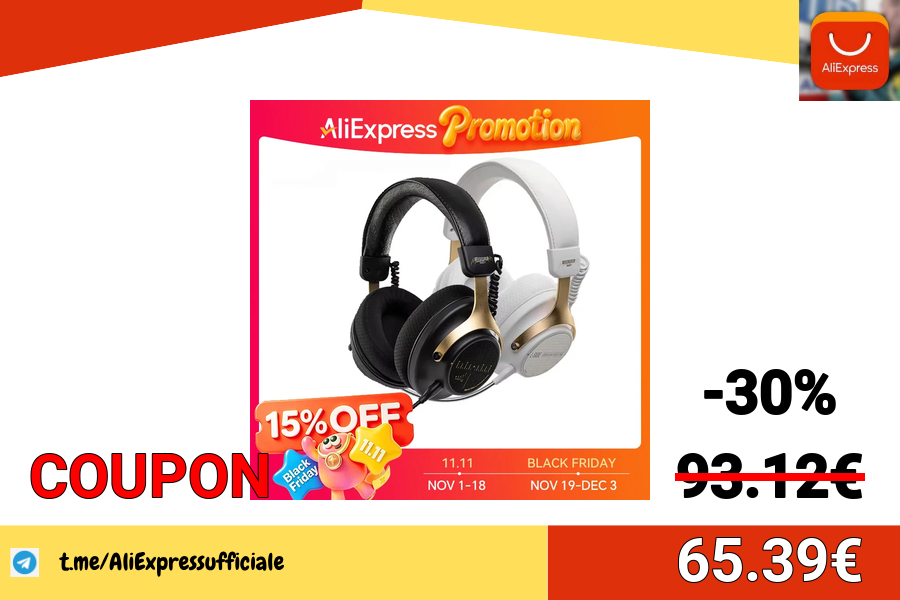 AliExpress
AliExpress Promotion
15% OFF
11.11
Black
Friday
COUPON
11.11
NOV 1-18
BLACK FRIDAY
NOV 19-DEC 3
-30%
93.12€
t.me/AliExpressufficiale
65.39€